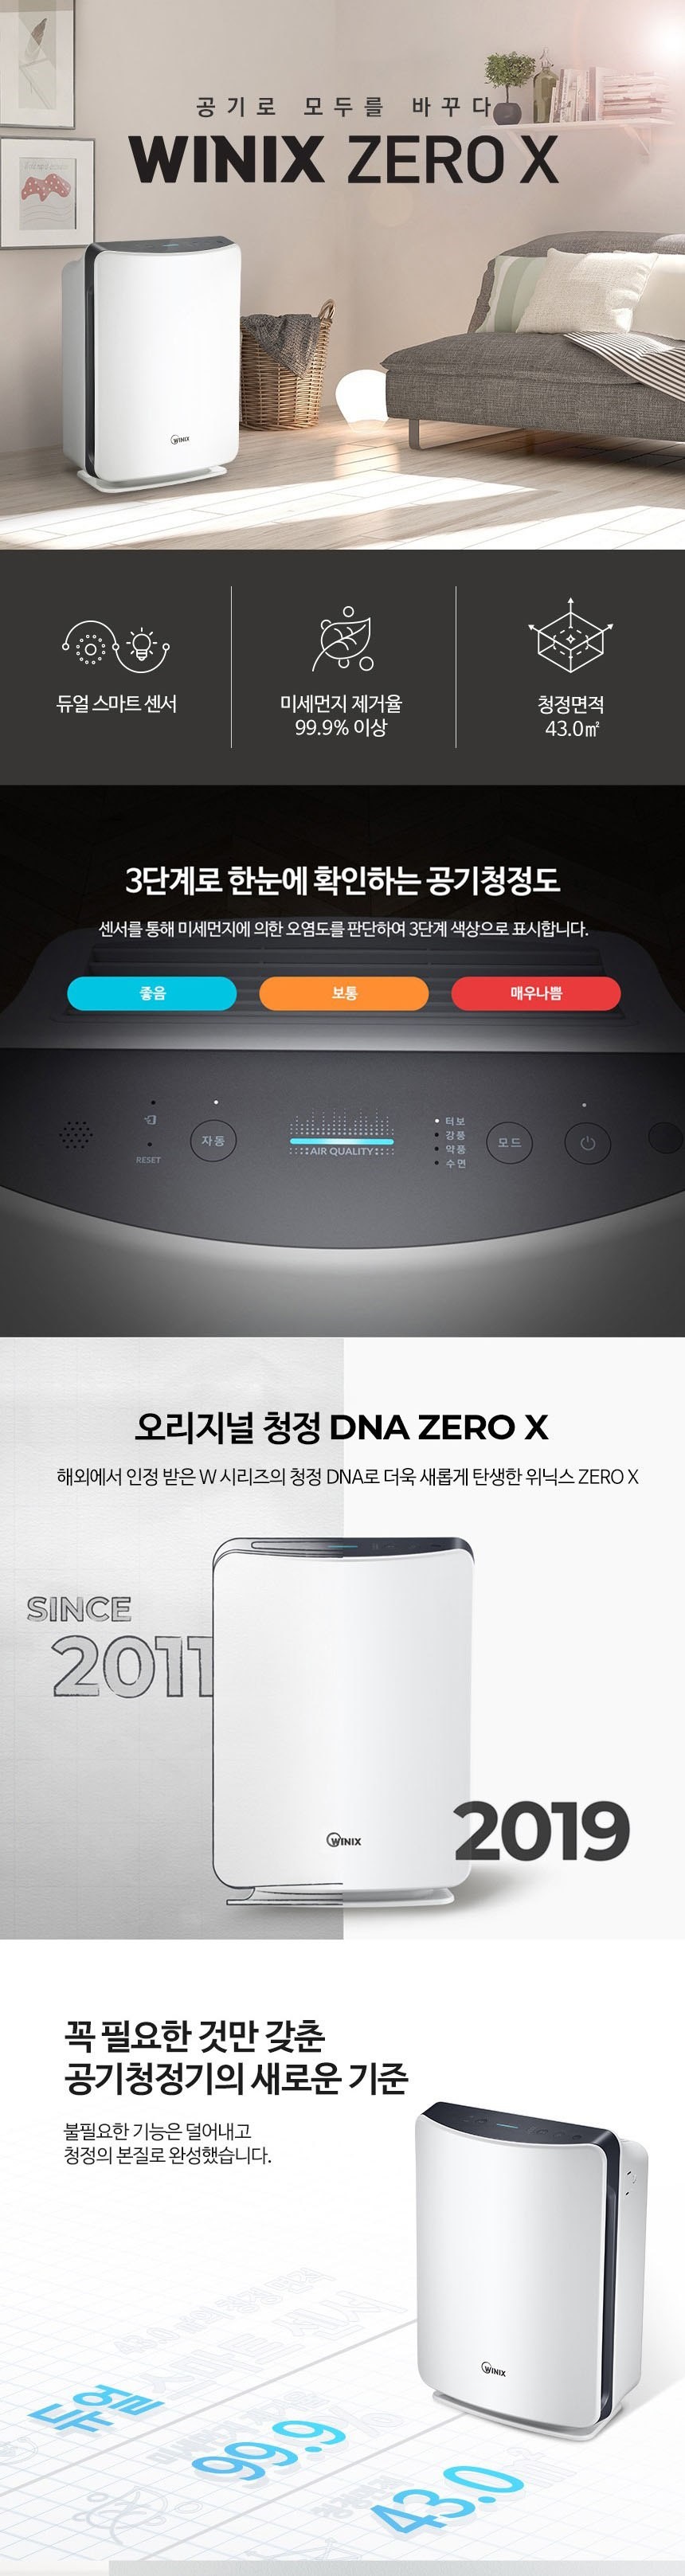 공기로 모두를 바꾸다
WINIX ZERO X
WINIX
듀얼 스마트 센서
미세먼지 제거율
99.9% 이상
청정면적
43.0㎡
3단계로 한눈에 확인하는 공기청정도
센서를 통해 미세먼지에 의한 오염도를 판단하여 3단계 색상으로 표시합니다.
좋음
보통
매우나쁨
RESET
자동
AIR QUALITY
터보
강풍
약풍
수면
모드
오리지널 청정 DNA ZERO X
해외에서 인정 받은 W 시리즈의 청정 DNA로 더욱 새롭게 탄생한 위닉스 ZERO X
SINCE
2011
WINIX
2019
꼭 필요한 것만 갖춘
공기청정기의 새로운 기준
불필요한 기능은 덜어내고
청정의 본질로 완성했습니다.
WINIX
듀얼
스마트 센서
99.9
43.0